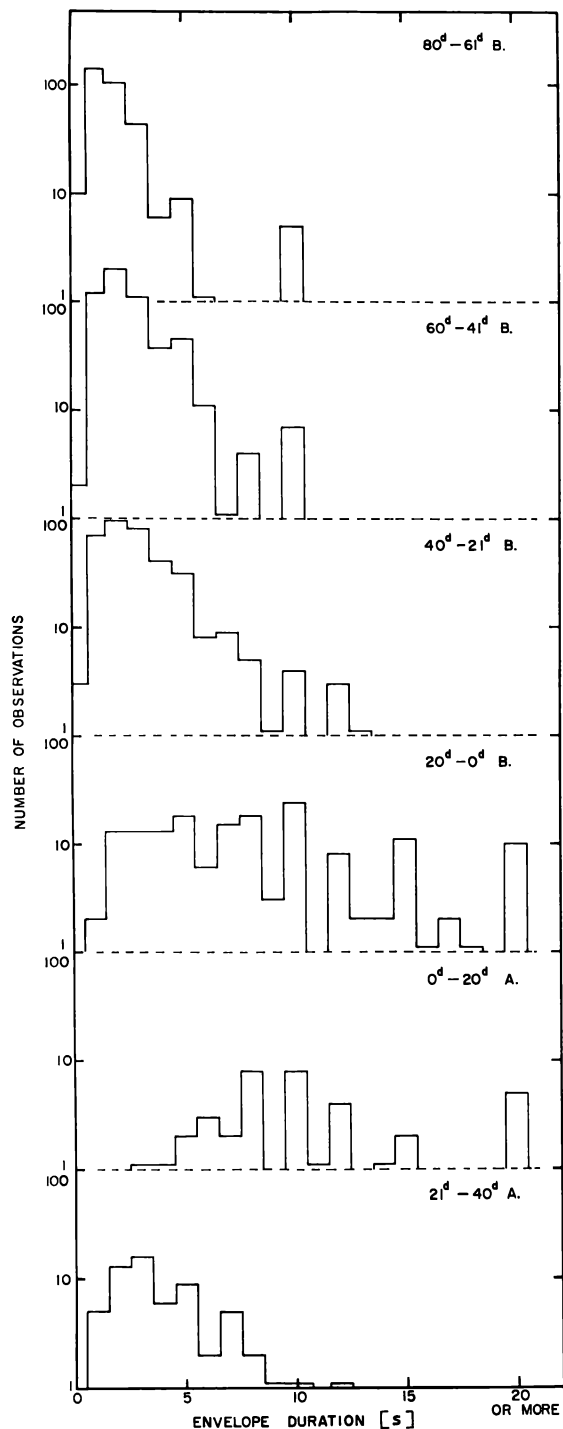 80d–61d B.
100
10
1
100
60d–41d B.
10
1
100
40d–21d B.
10
1
100
20d–0d B.
10
1
100
0d–20d A.
10
1
100
21d–40d A.
10
1
0 5 10 15 20
OR MORE
ENVELOPE DURATION [s]
NUMBER OF OBSERVATIONS